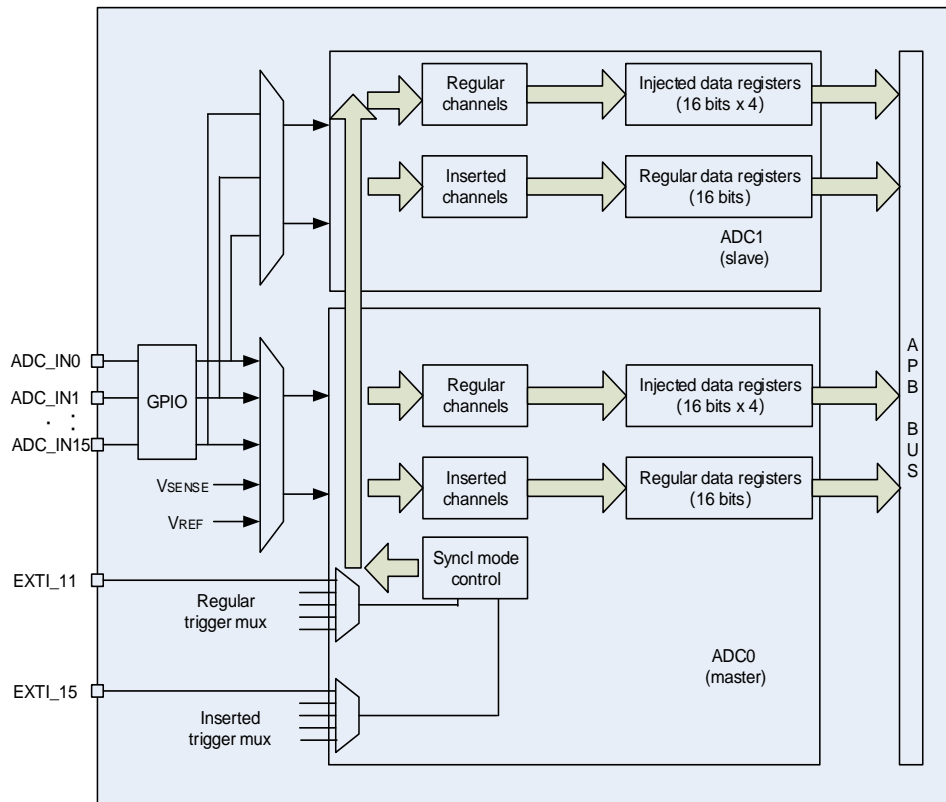 Regular
channels
Injected data registers
(16 bits x 4)
Inserted
channels
Regular data registers
(16 bits)
ADC1
(slave)
ADC_IN0
ADC_IN1
ADC_IN15
GPIO
VSENSE
VREF
Regular
channels
Injected data registers
(16 bits x 4)
Inserted
channels
Regular data registers
(16 bits)
APB BUS
EXTI_11
Regular
trigger mux
Syncl mode
control
ADC0
(master)
EXTI_15
Inserted
trigger mux